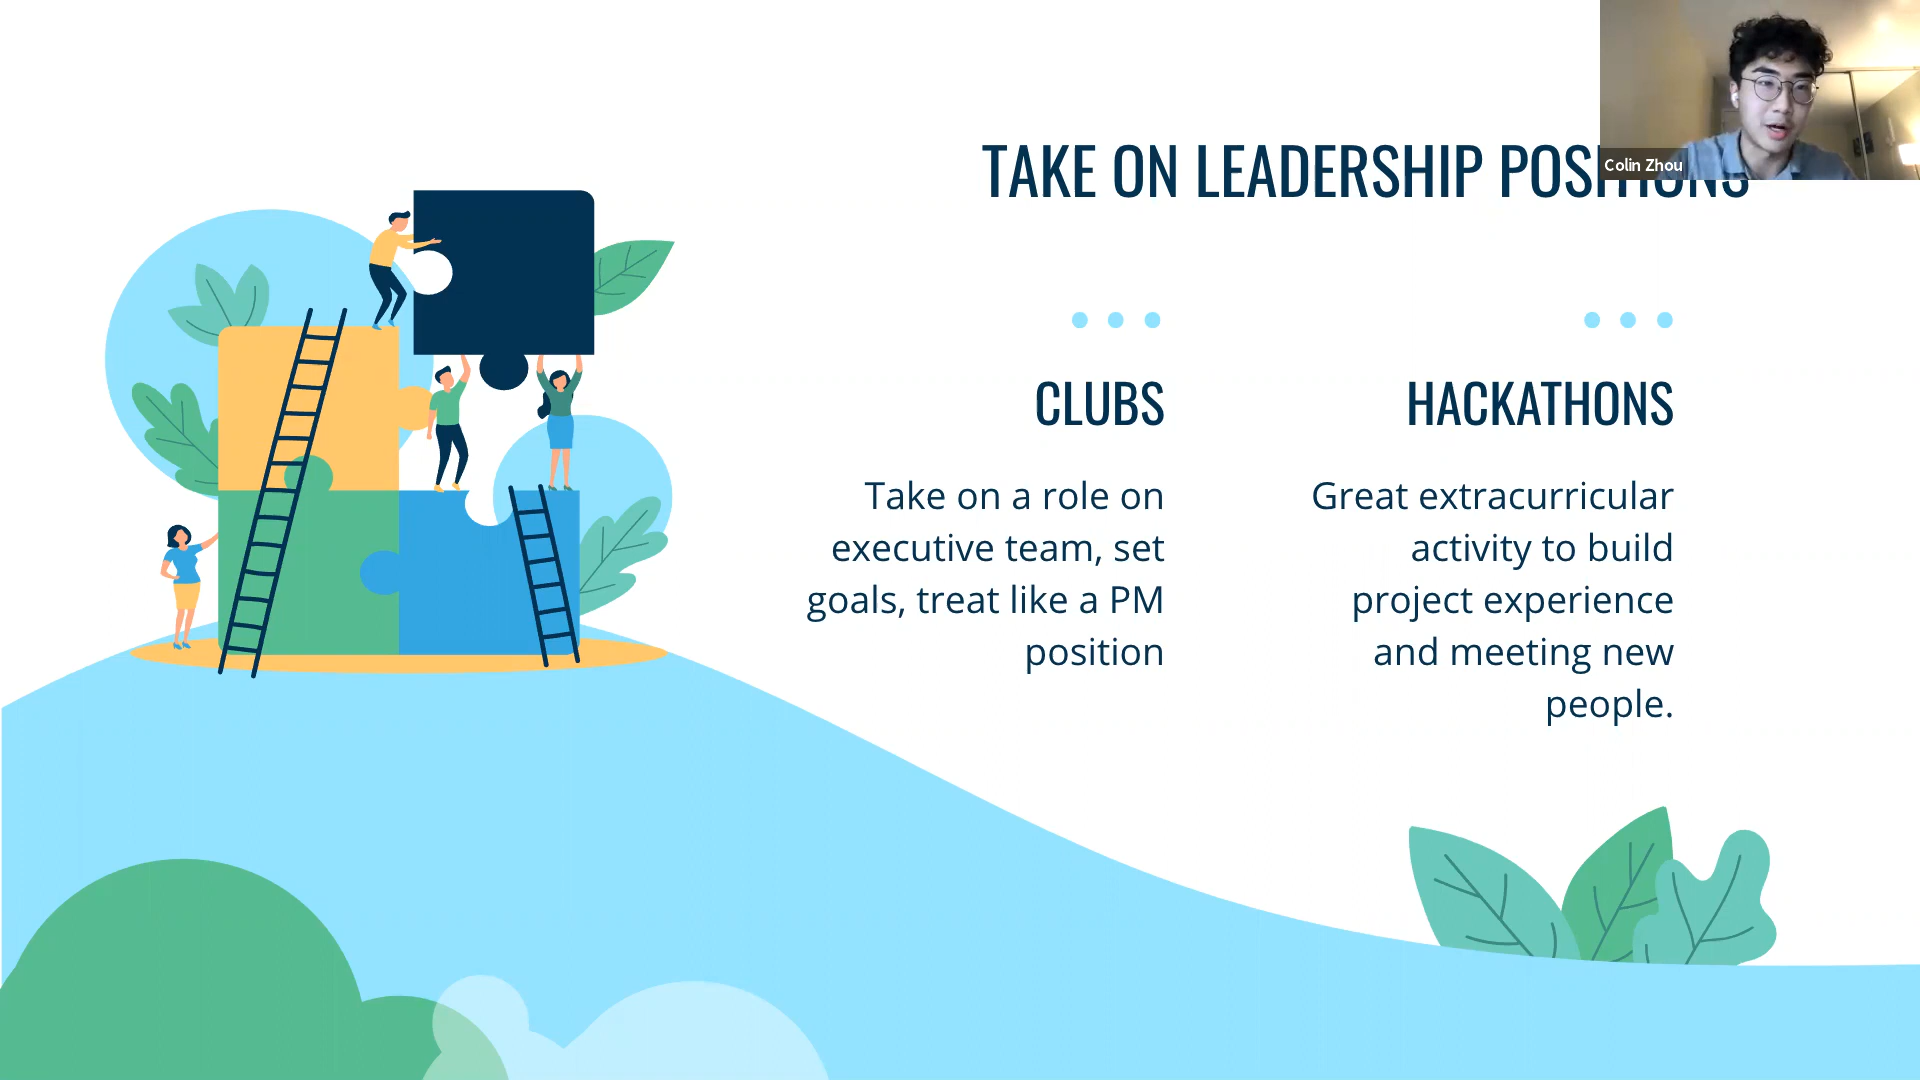 TAKE ON LEADERSHIP POSITIONS
Colin Zhou
CLUBS
Take on a role on
executive team, set
goals, treat like a PM
position
HACKATHONS
Great extracurricular
activity to build
project experience
and meeting new
people.